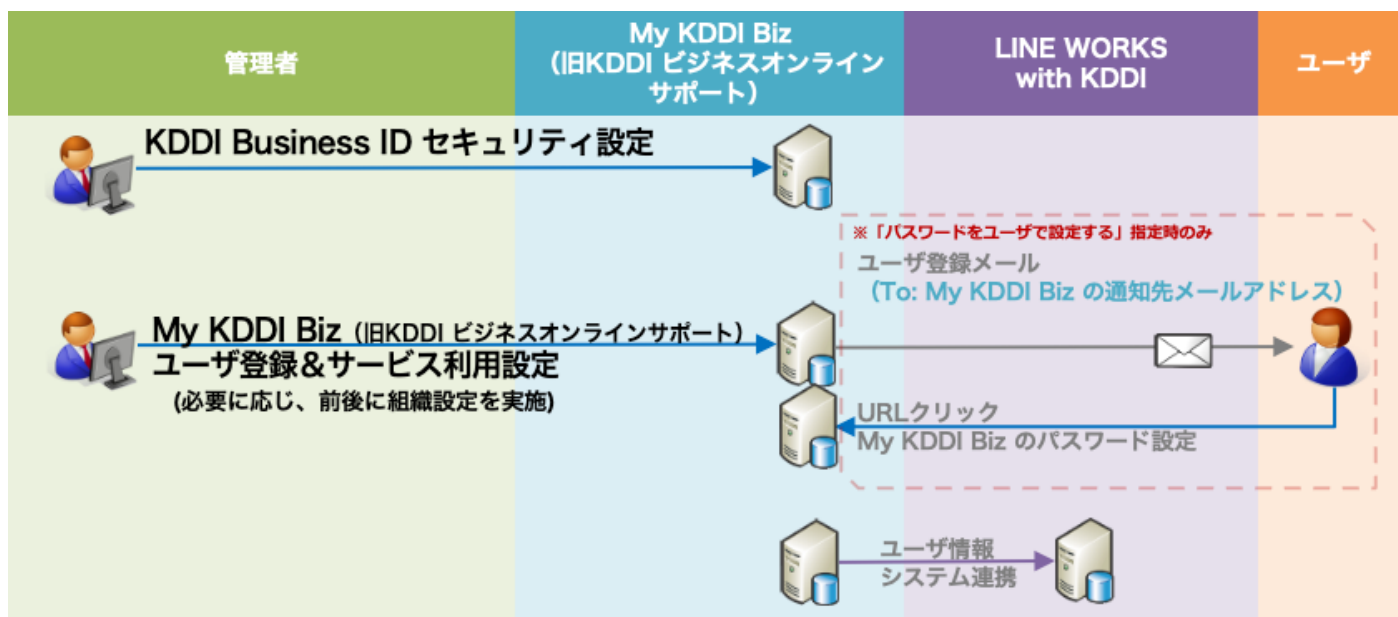 管理者
My KDDI Biz
（旧KDDI ビジネスオンライン
サポート）
LINE WORKS
with KDDI
ユーザ
KDDI Business ID セキュリティ設定
※「パスワードをユーザで設定する」指定時のみ
ユーザ登録メール
（To: My KDDI Biz の通知先メールアドレス）
My KDDI Biz（旧KDDI ビジネスオンラインサポート）
ユーザ登録＆サービス利用設定
(必要に応じ、前後に組織設定を実施)
URLクリック
My KDDI Biz のパスワード設定
ユーザ情報
システム連携